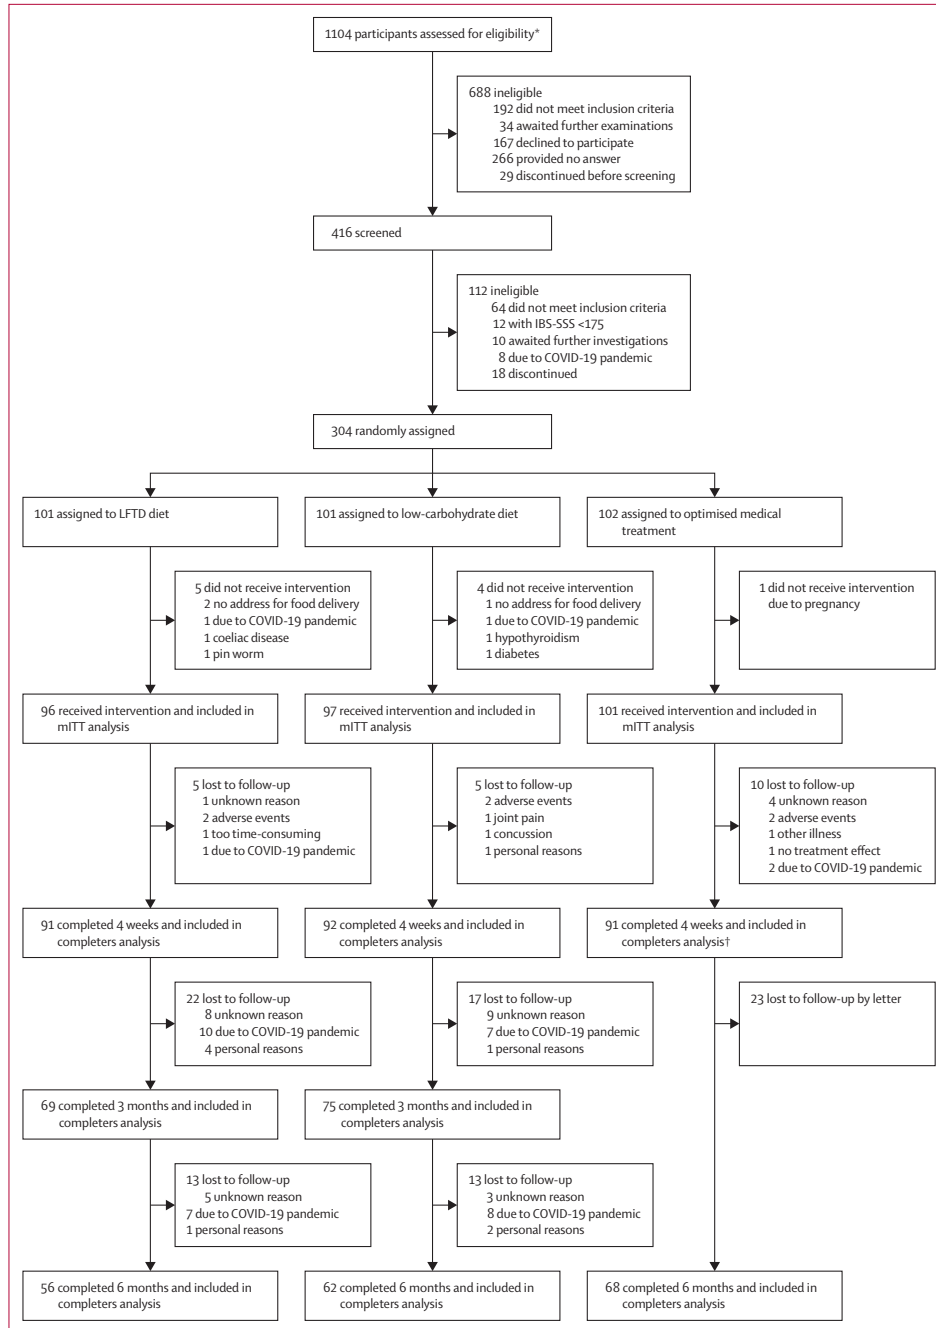 1104 participants assessed for eligibility*
688 ineligible
192 did not meet inclusion criteria
34 awaited further examinations
167 declined to participate
266 provided no answer
29 discontinued before screening
416 screened
112 ineligible
64 did not meet inclusion criteria
12 with IBS-SSS <175
10 awaited further investigations
8 due to COVID-19 pandemic
18 discontinued
304 randomly assigned
101 assigned to LFTD diet
101 assigned to low-carbohydrate diet
102 assigned to optimised medical
treatment
5 did not receive intervention
2 no address for food delivery
1 due to COVID-19 pandemic
1 coeliac disease
1 pin worm
4 did not receive intervention
1 no address for food delivery
1 due to COVID-19 pandemic
1 hypothyroidism
1 diabetes
1 did not receive intervention
due to pregnancy
96 received intervention and included in
mITT analysis
97 received intervention and included in
mITT analysis
101 received intervention and included in
mITT analysis
5 lost to follow-up
1 unknown reason
2 adverse events
1 too time-consuming
1 due to COVID-19 pandemic
5 lost to follow-up
2 adverse events
1 joint pain
1 concussion
1 personal reasons
10 lost to follow-up
4 unknown reason
2 adverse events
1 other illness
1 no treatment effect
2 due to COVID-19 pandemic
91 completed 4 weeks and included in
completers analysis
92 completed 4 weeks and included in
completers analysis
91 completed 4 weeks and included in
completers analysis†
22 lost to follow-up
8 unknown reason
10 due to COVID-19 pandemic
4 personal reasons
17 lost to follow-up
9 unknown reason
7 due to COVID-19 pandemic
1 personal reasons
23 lost to follow-up by letter
69 completed 3 months and included in
completers analysis
75 completed 3 months and included in
completers analysis
13 lost to follow-up
5 unknown reason
7 due to COVID-19 pandemic
1 personal reasons
13 lost to follow-up
3 unknown reason
8 due to COVID-19 pandemic
2 personal reasons
56 completed 6 months and included in
completers analysis
62 completed 6 months and included in
completers analysis
68 completed 6 months and included in
completers analysis